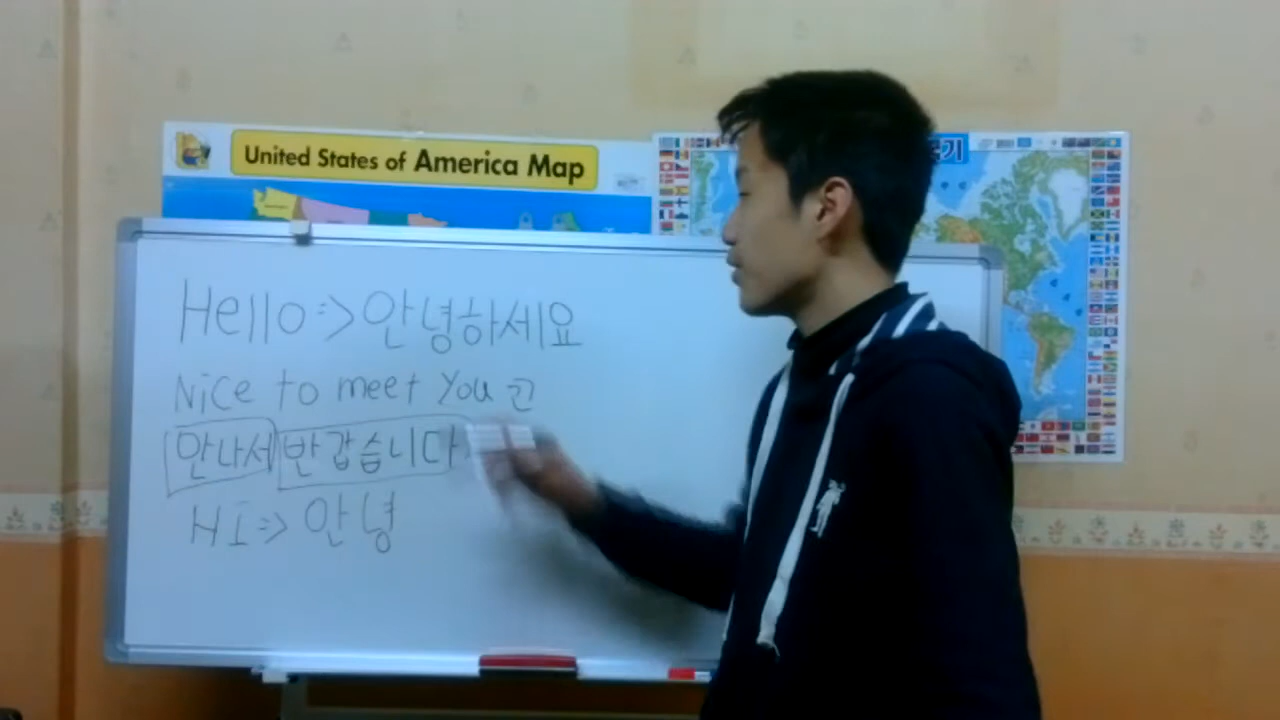 United States of America Map
Hello => 안녕하세요
Nice to meet you
만나서 반갑습니다
HI => 안녕